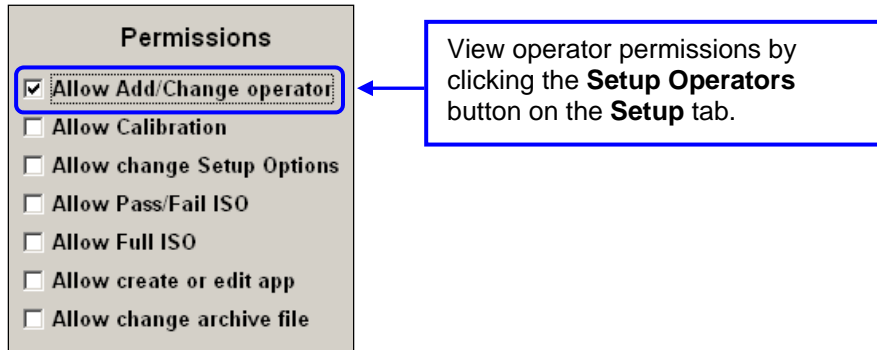 Permissions
Allow Add/Change operator
Allow Calibration
Allow change Setup Options
Allow Pass/Fail ISO
Allow Full ISO
Allow create or edit app
Allow change archive file
View operator permissions by
clicking the Setup Operators
button on the Setup tab.